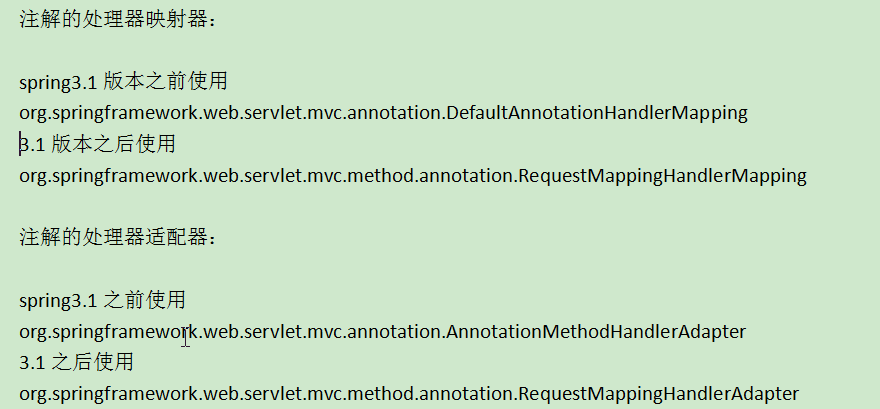 注解的处理器映射器：
spring3.1 版本之前使用
org.springframework.web.servlet.mvc.annotation.DefaultAnnotationHandlerMapping
3.1 版本之后使用
org.springframework.web.servlet.mvc.method.annotation.RequestMappingHandlerMapping
注解的处理器适配器：
spring3.1 之前使用
org.springframework.web.servlet.mvc.annotation.AnnotationMethodHandlerAdapter
3.1 之后使用
org.springframework.web.servlet.mvc.method.annotation.RequestMappingHandlerAdapter